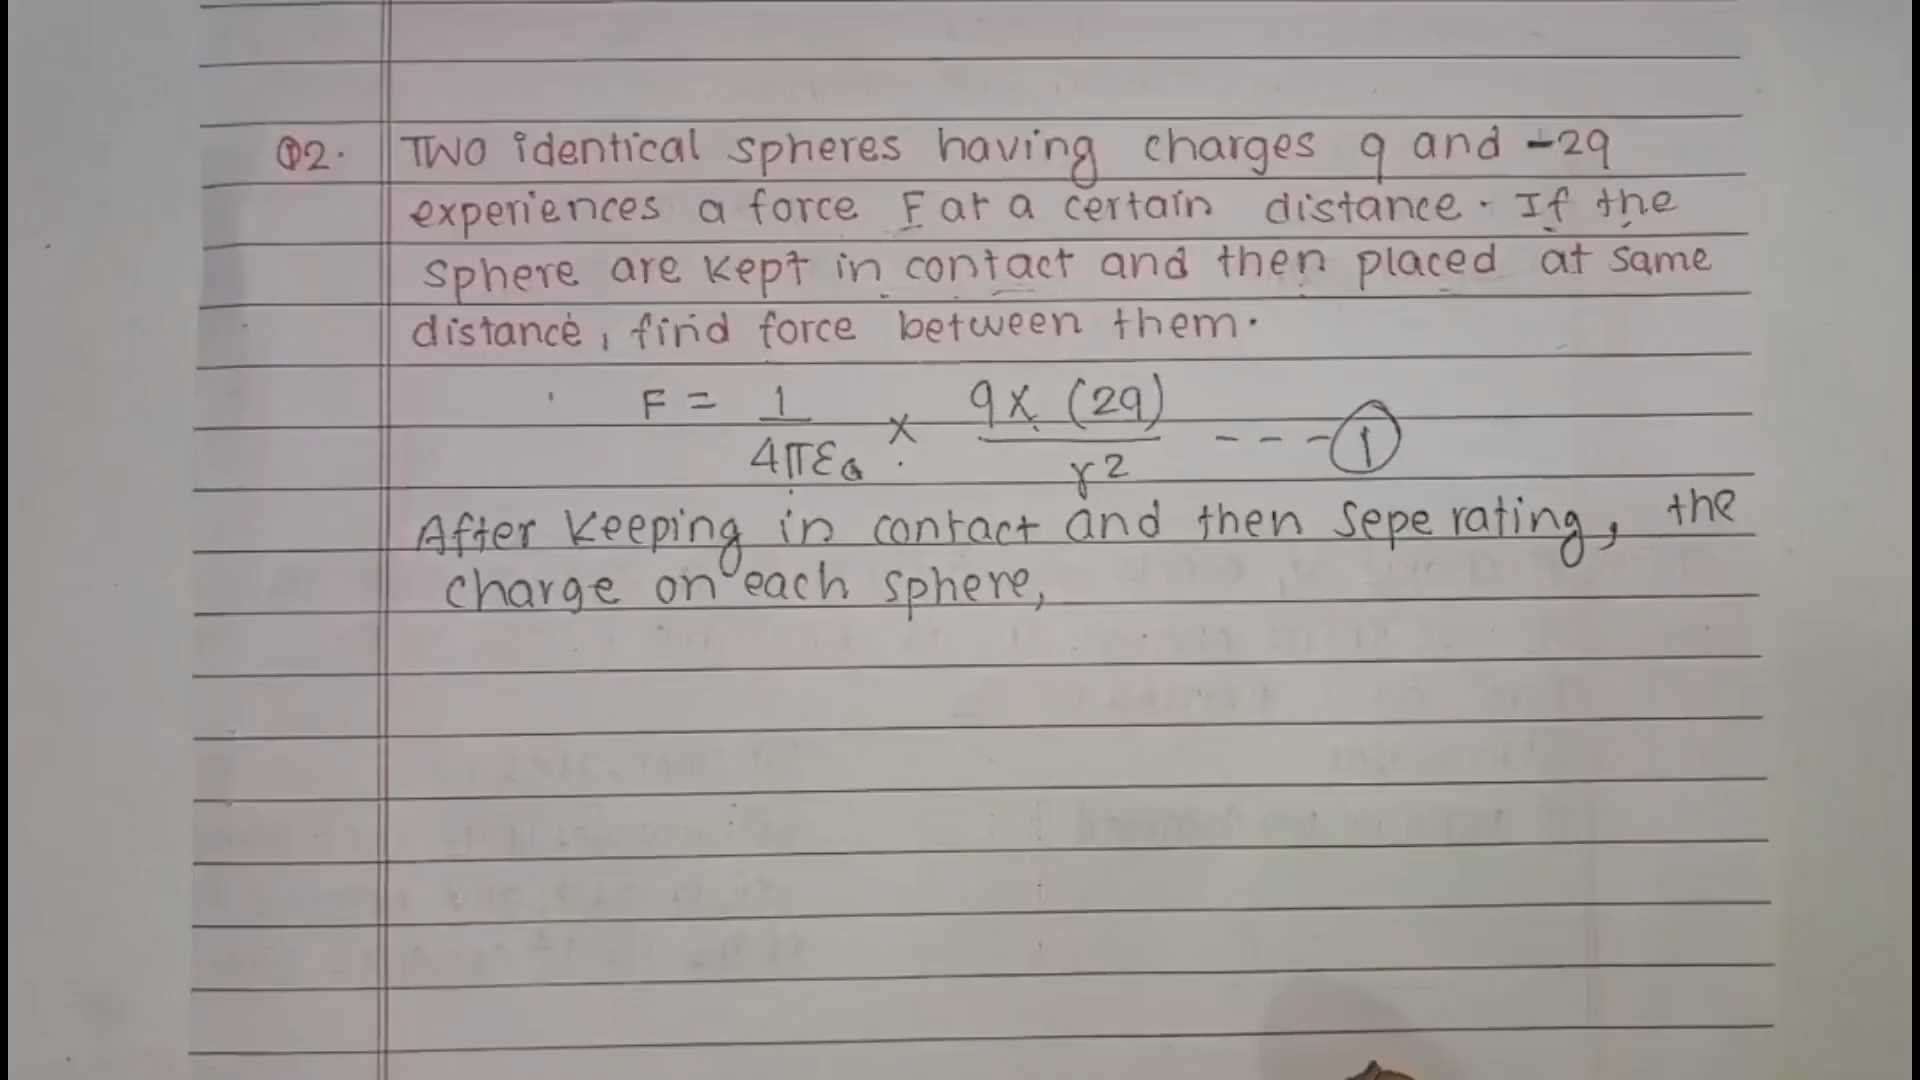 Q2. Two identical spheres having charges q and -2q
experiences a force F at a certain distance. If the
sphere are kept in contact and then placed at same
distance, find force between them.
F = 1/4πε₀ × q×(2q)/r² ---①
After keeping in contact and then seperating, the
charge on each sphere,